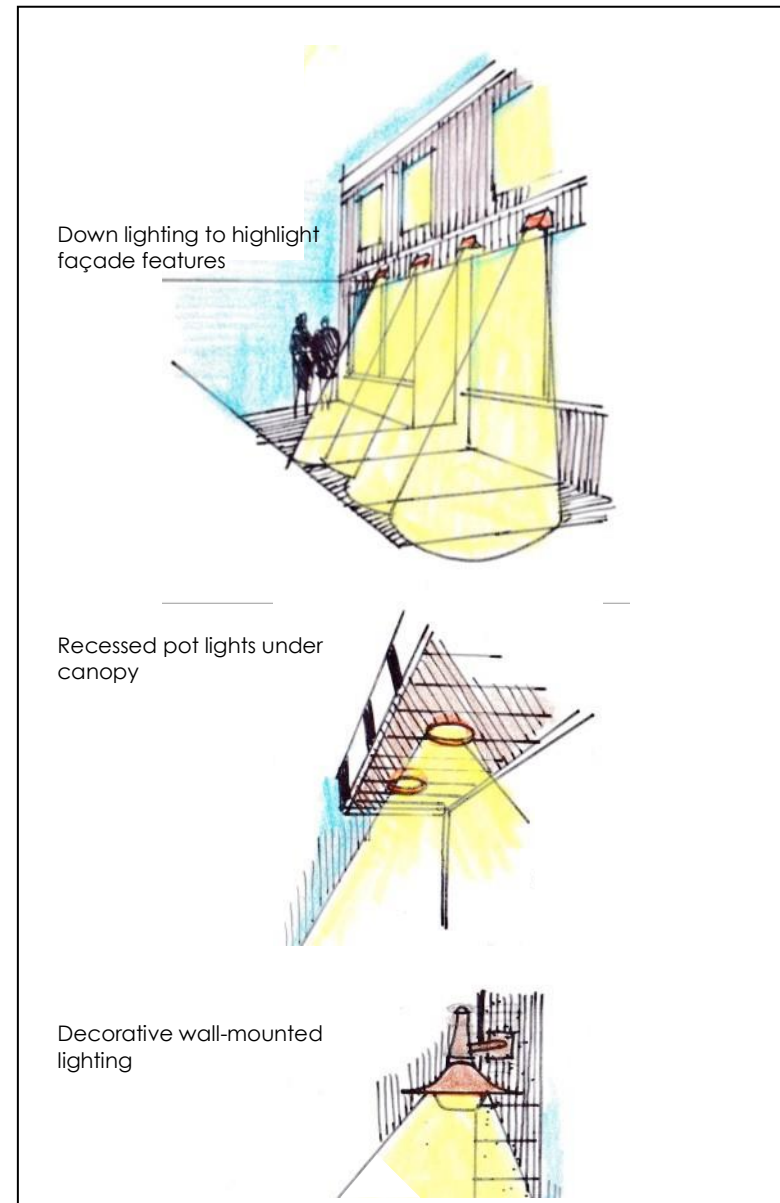 Down lighting to highlight
façade features
Recessed pot lights under
canopy
Decorative wall-mounted
lighting